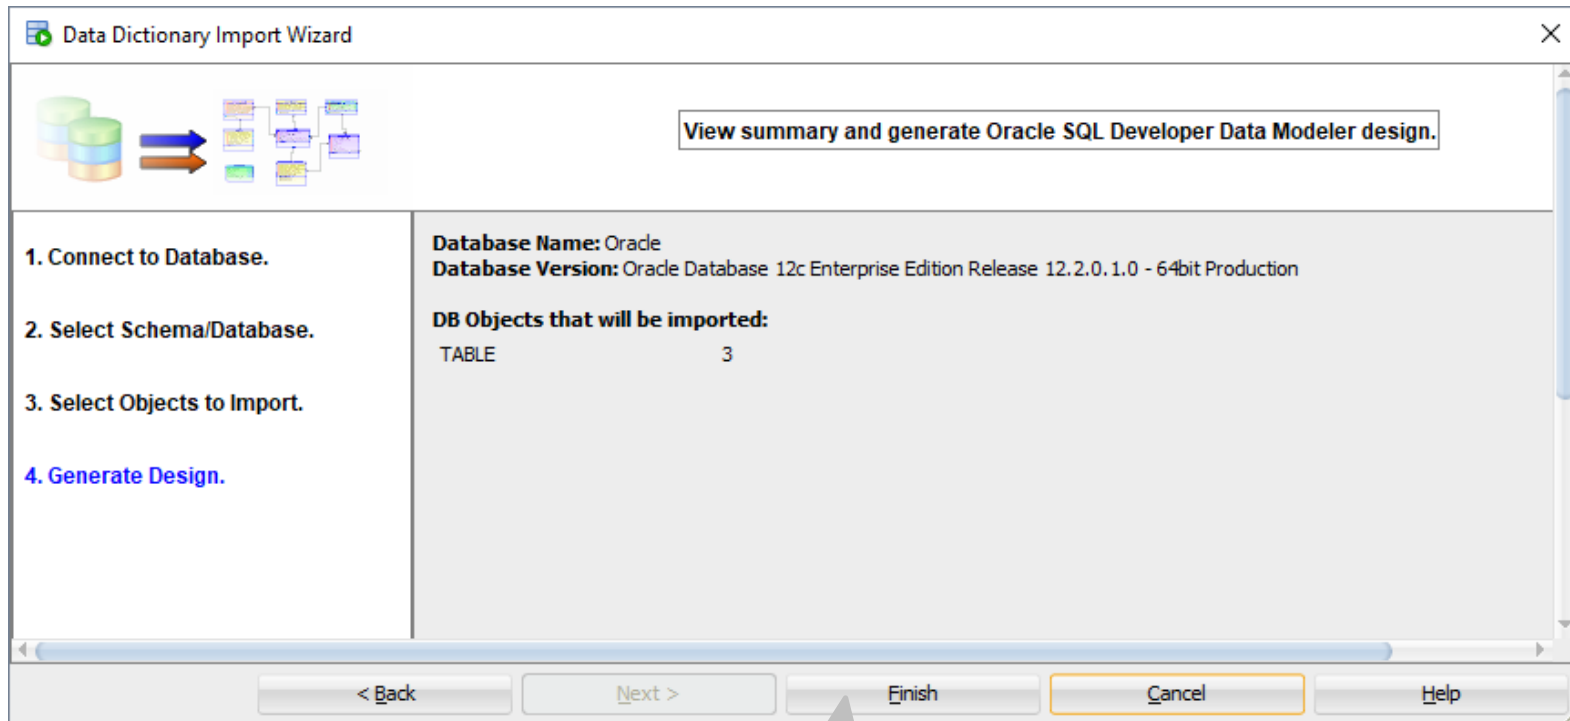 Data Dictionary Import Wizard
View summary and generate Oracle SQL Developer Data Modeler design.
1. Connect to Database.
2. Select Schema/Database.
3. Select Objects to Import.
4. Generate Design.
Database Name: Oracle
Database Version: Oracle Database 12c Enterprise Edition Release 12.2.0.1.0 - 64bit Production
DB Objects that will be imported:
TABLE 3
< Back
Next >
Finish
Cancel
Help